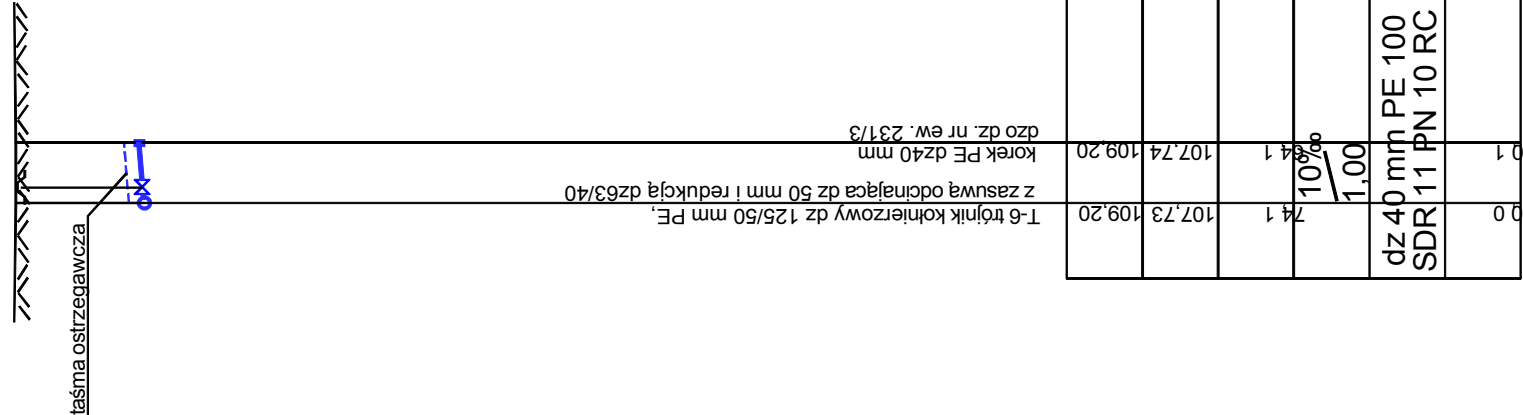 taśma ostrzegawcza
T-6 trójnik kołnierzowy dz 125/50 mm PE,
z zasuwą odcinającą dz 50 mm i redukcją dz63/40
korek PE dz40 mm
dzo dz. nr ew. 231/3
109,20
109,20
107,73
107,74
10‰
1,00
dz 40 mm PE 100
SDR 11 PN 10 RC
0 0